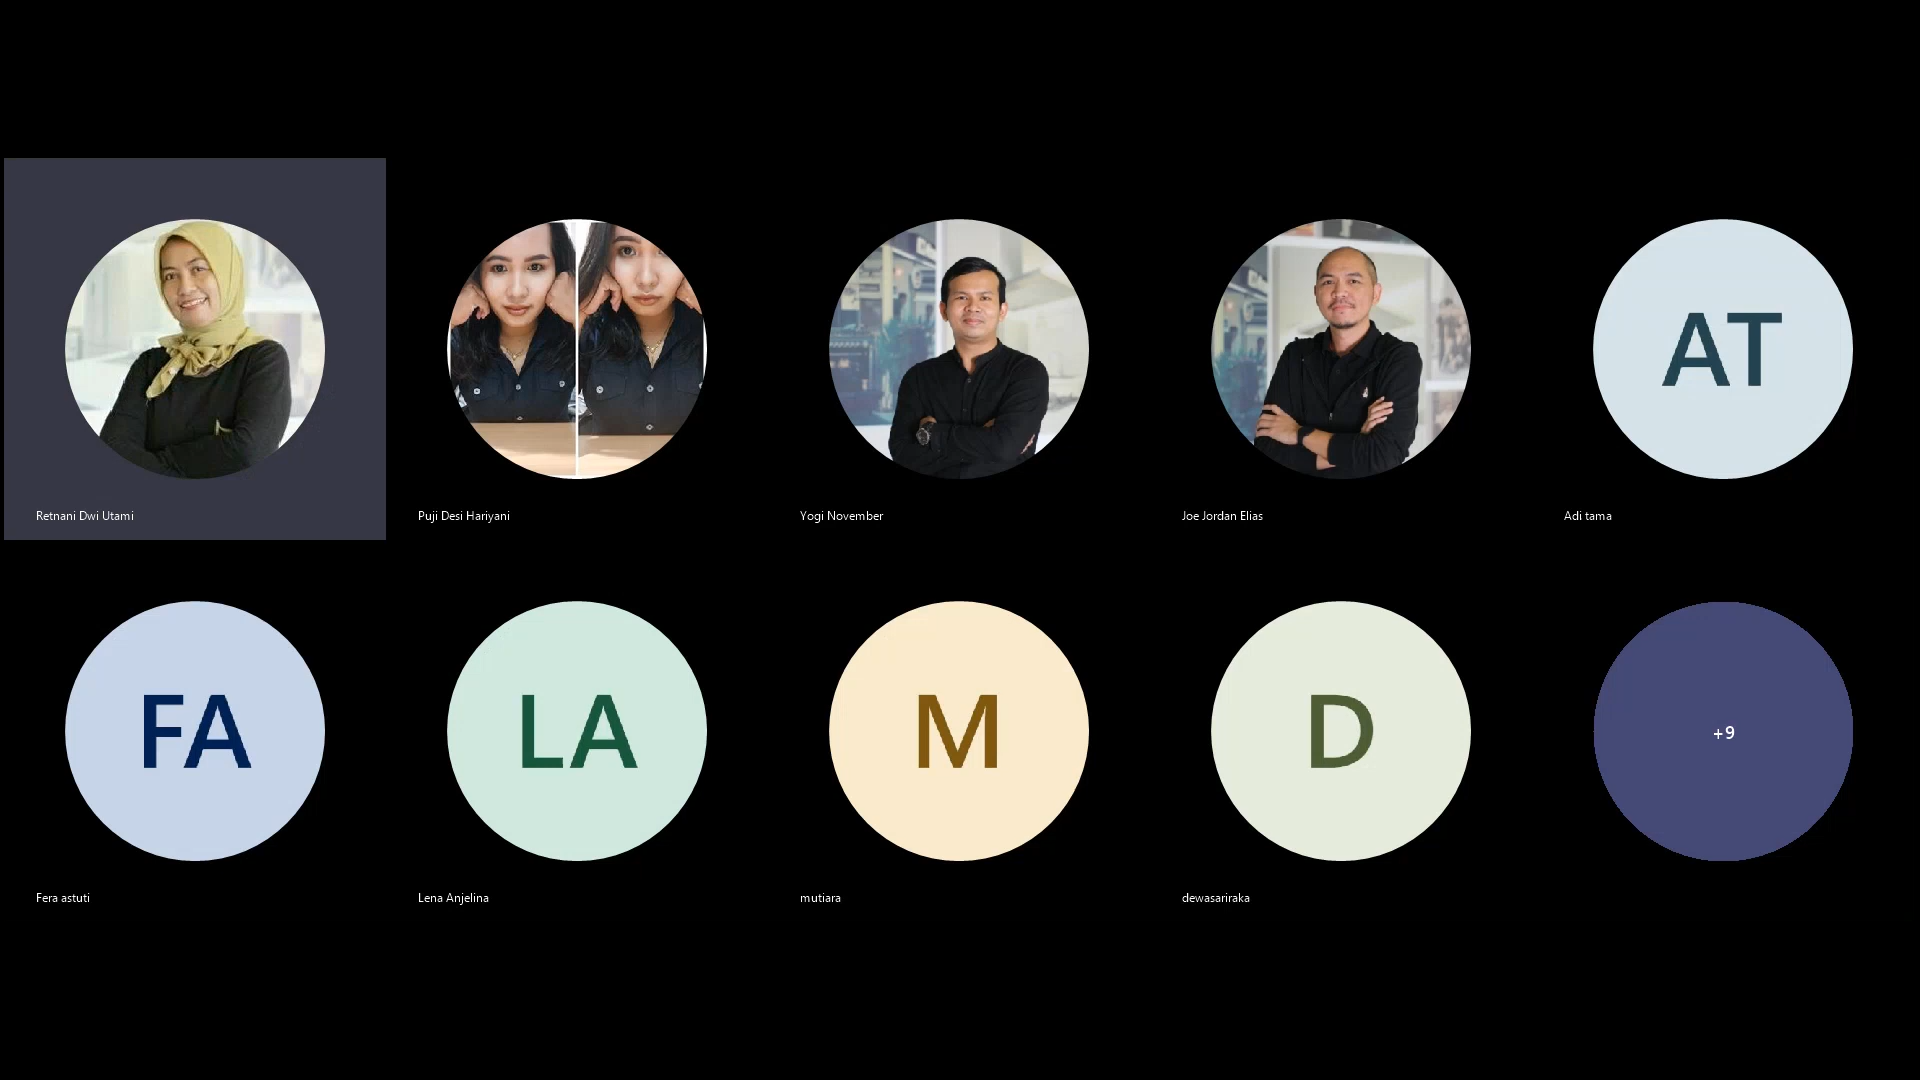 AT
Retnani Dwi Utami
Puji Desi Hariyani
Yogi November
Joe Jordan Elias
Adi tama
FA
LA
M
D
+9
Fera astuti
Lena Anjelina
mutiara
dewasariraka